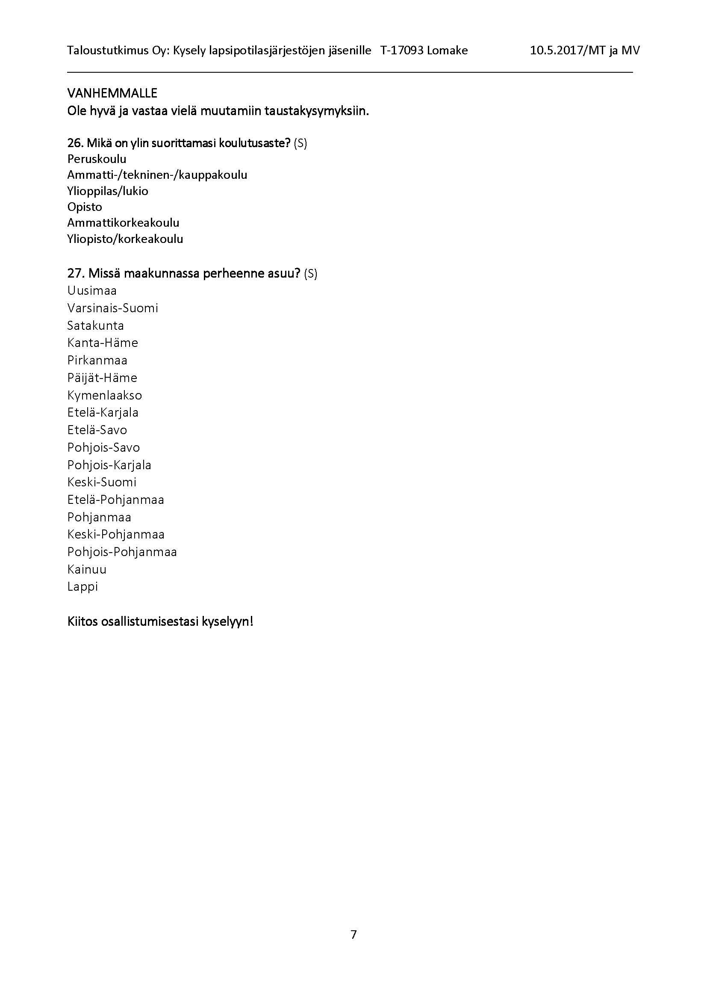 Taloustutkimus Oy: Kysely lapsipotilasjärjestöjen jäsenille T-17093 Lomake 10.5.2017/MT ja MV
VANHEMMALLE
Ole hyvä ja vastaa vielä muutamiin taustakysymyksiin.
26. Mikä on ylin suorittamasi koulutusaste? (S)
Peruskoulu
Ammatti-/tekninen-/kauppakoulu
Ylioppilas/lukio
Opisto
Ammattikorkeakoulu
Yliopisto/korkeakoulu
27. Missä maakunnassa perheenne asuu? (S)
Uusimaa
Varsinais-Suomi
Satakunta
Kanta-Häme
Pirkanmaa
Päijät-Häme
Kymenlaakso
Etelä-Karjala
Etelä-Savo
Pohjois-Savo
Pohjois-Karjala
Keski-Suomi
Etelä-Pohjanmaa
Pohjanmaa
Keski-Pohjanmaa
Pohjois-Pohjanmaa
Kainuu
Lappi
Kiitos osallistumisestasi kyselyyn!
7